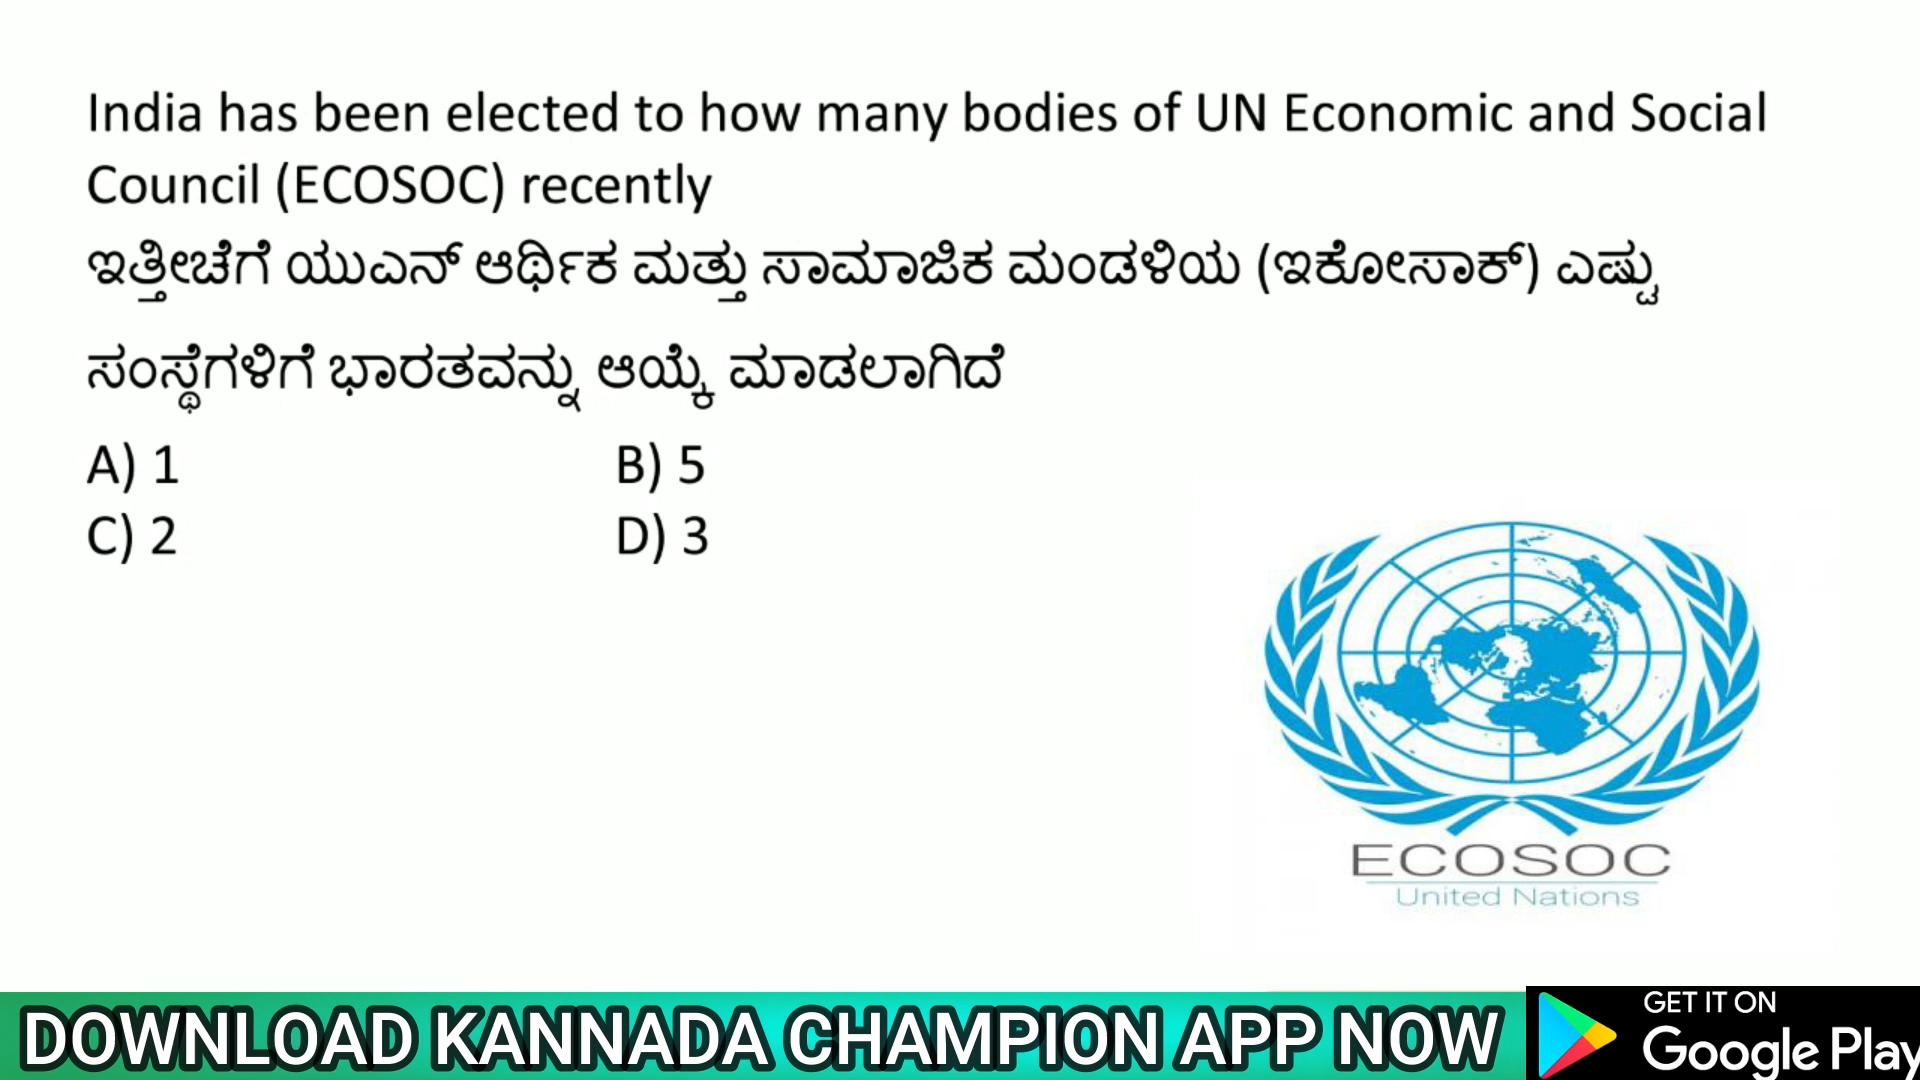 India has been elected to how many bodies of UN Economic and Social
Council (ECOSOC) recently
ಇತ್ತೀಚೆಗೆ ಯುಎನ್ ಆರ್ಥಿಕ ಮತ್ತು ಸಾಮಾಜಿಕ ಮಂಡಳಿಯ (ಇಕೋಸಾಕ್) ಎಷ್ಟು
ಸಂಸ್ಥೆಗಳಿಗೆ ಭಾರತವನ್ನು ಆಯ್ಕೆ ಮಾಡಲಾಗಿದೆ
A) 1 B) 5
C) 2 D) 3
ECOSOC
United Nations
DOWNLOAD KANNADA CHAMPION APP NOW
GET IT ON
Google Play